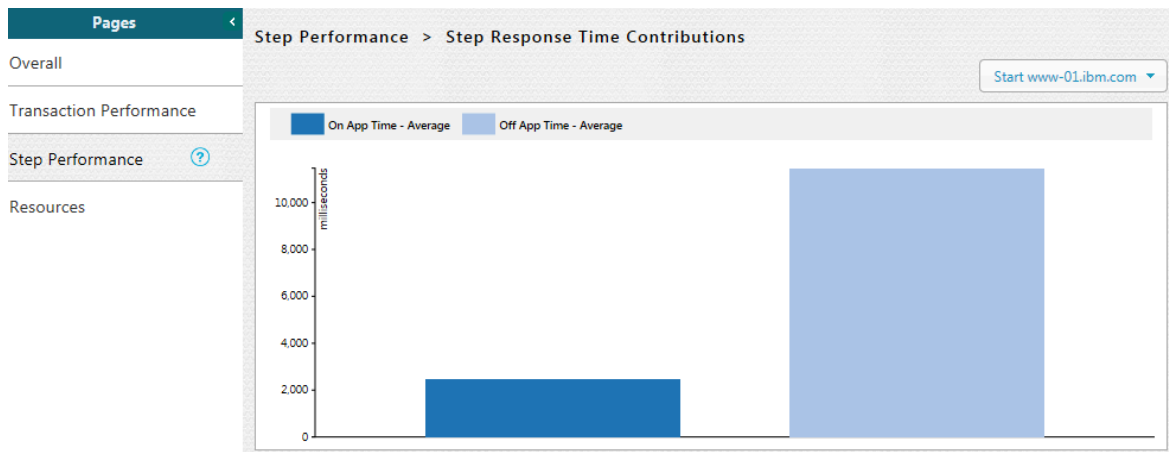 Pages
Overall
Transaction Performance
Step Performance ?
Resources
Step Performance > Step Response Time Contributions
Start www-01.ibm.com
On App Time - Average Off App Time - Average
milliseconds
10,000
8,000
6,000
4,000
2,000
0